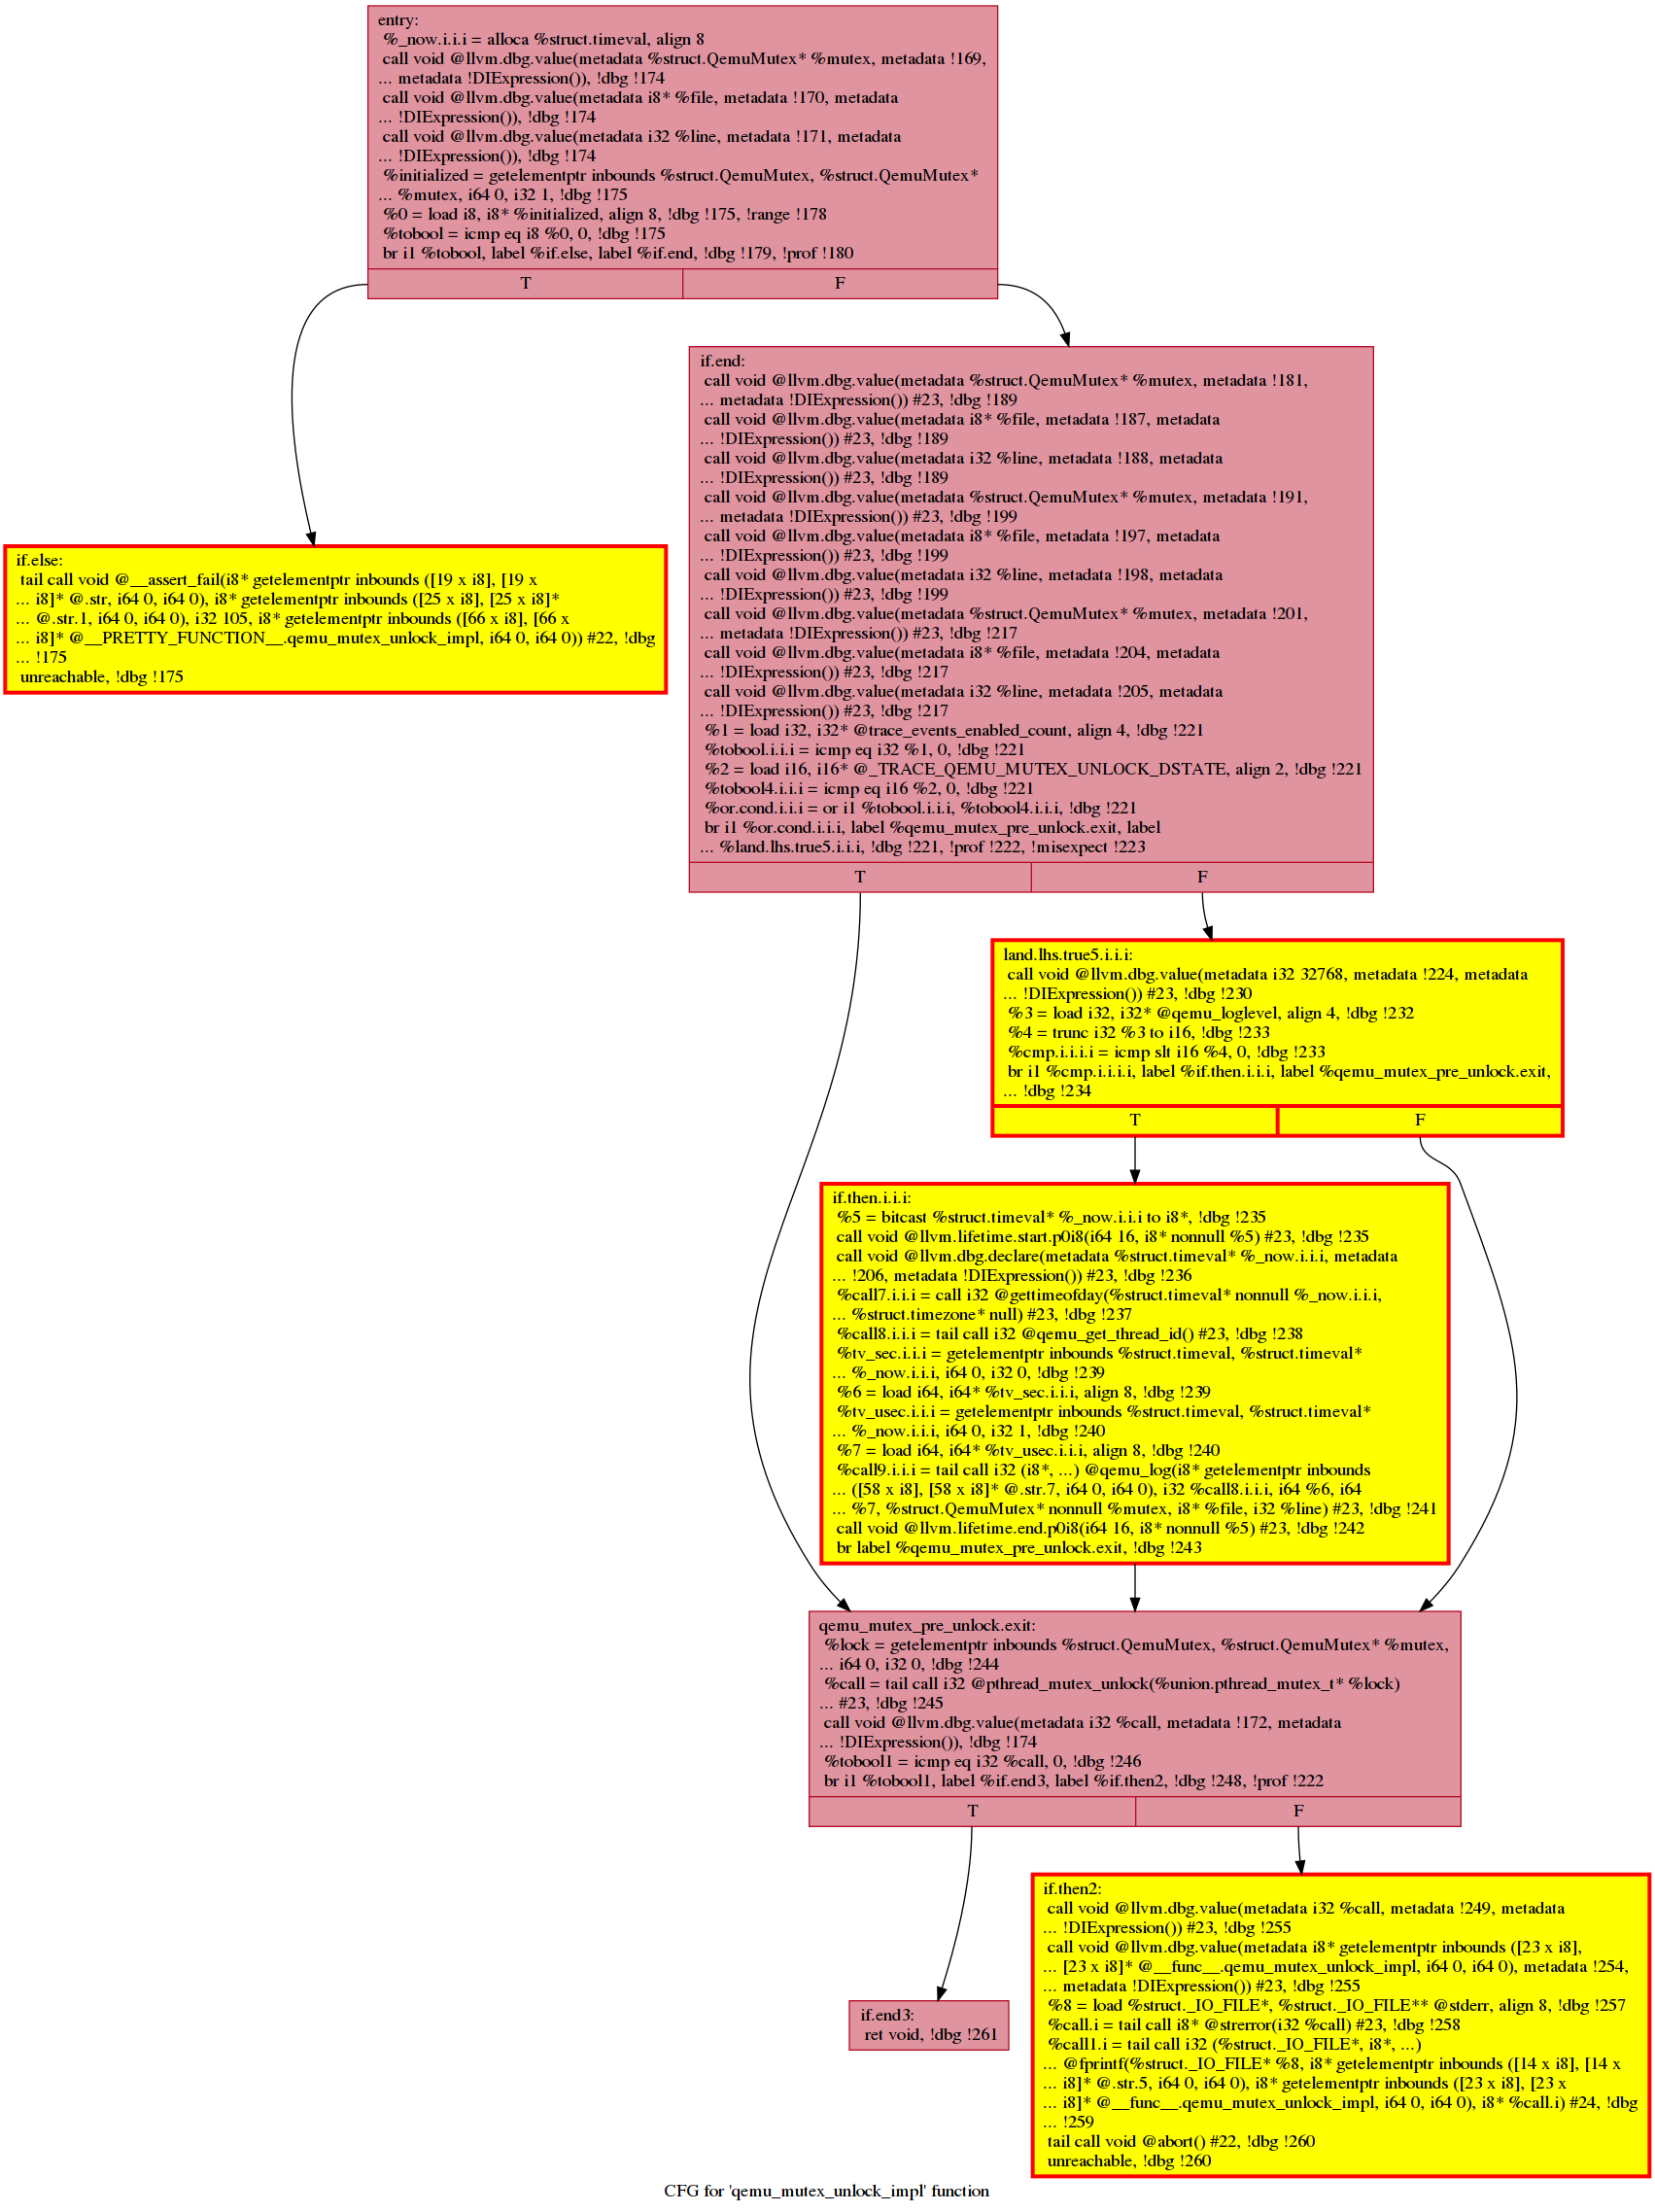 entry:
%_now.i.i.i = alloca %struct.timeval, align 8
call void @llvm.dbg.value(metadata %struct.QemuMutex* %mutex, metadata !169,
... metadata !DIExpression()), !dbg !174
call void @llvm.dbg.value(metadata i8* %file, metadata !170, metadata
... !DIExpression()), !dbg !174
call void @llvm.dbg.value(metadata i32 %line, metadata !171, metadata
... !DIExpression()), !dbg !174
%initialized = getelementptr inbounds %struct.QemuMutex, %struct.QemuMutex*
... %mutex, i64 0, i32 1, !dbg !175
%0 = load i8, i8* %initialized, align 8, !dbg !175, !range !178
%tobool = icmp eq i8 %0, 0, !dbg !175
br i1 %tobool, label %if.else, label %if.end, !dbg !179, !prof !180
T F
if.end:
call void @llvm.dbg.value(metadata %struct.QemuMutex* %mutex, metadata !181,
... metadata !DIExpression()) #23, !dbg !189
call void @llvm.dbg.value(metadata i8* %file, metadata !187, metadata
... !DIExpression()) #23, !dbg !189
call void @llvm.dbg.value(metadata i32 %line, metadata !188, metadata
... !DIExpression()) #23, !dbg !189
call void @llvm.dbg.value(metadata %struct.QemuMutex* %mutex, metadata !191,
... metadata !DIExpression()) #23, !dbg !199
call void @llvm.dbg.value(metadata i8* %file, metadata !197, metadata
... !DIExpression()) #23, !dbg !199
call void @llvm.dbg.value(metadata i32 %line, metadata !198, metadata
... !DIExpression()) #23, !dbg !199
call void @llvm.dbg.value(metadata %struct.QemuMutex* %mutex, metadata !201,
... metadata !DIExpression()) #23, !dbg !217
call void @llvm.dbg.value(metadata i8* %file, metadata !204, metadata
... !DIExpression()) #23, !dbg !217
call void @llvm.dbg.value(metadata i32 %line, metadata !205, metadata
... !DIExpression()) #23, !dbg !217
%1 = load i32, i32* @trace_events_enabled_count, align 4, !dbg !221
%tobool.i.i.i = icmp eq i32 %1, 0, !dbg !221
%2 = load i16, i16* @_TRACE_QEMU_MUTEX_UNLOCK_DSTATE, align 2, !dbg !221
%tobool4.i.i.i = icmp eq i16 %2, 0, !dbg !221
%or.cond.i.i.i = or i1 %tobool.i.i.i, %tobool4.i.i.i, !dbg !221
br i1 %or.cond.i.i.i, label %qemu_mutex_pre_unlock.exit, label
... %land.lhs.true5.i.i.i, !dbg !221, !prof !222, !misexpect !223
T F
if.else:
tail call void @__assert_fail(i8* getelementptr inbounds ([19 x i8], [19 x
... i8]* @.str, i64 0, i64 0), i8* getelementptr inbounds ([25 x i8], [25 x i8]*
... @.str.1, i64 0, i64 0), i32 105, i8* getelementptr inbounds ([66 x i8], [66 x
... i8]* @__PRETTY_FUNCTION__.qemu_mutex_unlock_impl, i64 0, i64 0)) #22, !dbg
... !175
unreachable, !dbg !175
land.lhs.true5.i.i.i:
call void @llvm.dbg.value(metadata i32 32768, metadata !224, metadata
... !DIExpression()) #23, !dbg !230
%3 = load i32, i32* @qemu_loglevel, align 4, !dbg !232
%4 = trunc i32 %3 to i16, !dbg !233
%cmp.i.i.i.i = icmp slt i16 %4, 0, !dbg !233
br i1 %cmp.i.i.i.i, label %if.then.i.i.i, label %qemu_mutex_pre_unlock.exit,
... !dbg !234
T F
if.then.i.i.i:
%5 = bitcast %struct.timeval* %_now.i.i.i to i8*, !dbg !235
call void @llvm.lifetime.start.p0i8(i64 16, i8* nonnull %5) #23, !dbg !235
call void @llvm.dbg.declare(metadata %struct.timeval* %_now.i.i.i, metadata
... !206, metadata !DIExpression()) #23, !dbg !236
%call7.i.i.i = call i32 @gettimeofday(%struct.timeval* nonnull %_now.i.i.i,
... %struct.timezone* null) #23, !dbg !237
%call8.i.i.i = tail call i32 @qemu_get_thread_id() #23, !dbg !238
%tv_sec.i.i.i = getelementptr inbounds %struct.timeval, %struct.timeval*
... %_now.i.i.i, i64 0, i32 0, !dbg !239
%6 = load i64, i64* %tv_sec.i.i.i, align 8, !dbg !239
%tv_usec.i.i.i = getelementptr inbounds %struct.timeval, %struct.timeval*
... %_now.i.i.i, i64 0, i32 1, !dbg !240
%7 = load i64, i64* %tv_usec.i.i.i, align 8, !dbg !240
%call9.i.i.i = tail call i32 (i8*, ...) @qemu_log(i8* getelementptr inbounds
... ([58 x i8], [58 x i8]* @.str.7, i64 0, i64 0), i32 %call8.i.i.i, i64 %6, i64
... %7, %struct.QemuMutex* nonnull %mutex, i8* %file, i32 %line) #23, !dbg !241
call void @llvm.lifetime.end.p0i8(i64 16, i8* nonnull %5) #23, !dbg !242
br label %qemu_mutex_pre_unlock.exit, !dbg !243
qemu_mutex_pre_unlock.exit:
%lock = getelementptr inbounds %struct.QemuMutex, %struct.QemuMutex* %mutex,
... i64 0, i32 0, !dbg !244
%call = tail call i32 @pthread_mutex_unlock(%union.pthread_mutex_t* %lock)
... #23, !dbg !245
call void @llvm.dbg.value(metadata i32 %call, metadata !172, metadata
... !DIExpression()), !dbg !174
%tobool1 = icmp eq i32 %call, 0, !dbg !246
br i1 %tobool1, label %if.end3, label %if.then2, !dbg !248, !prof !222
T F
if.then2:
call void @llvm.dbg.value(metadata i32 %call, metadata !249, metadata
... !DIExpression()) #23, !dbg !255
call void @llvm.dbg.value(metadata i8* getelementptr inbounds ([23 x i8],
... [23 x i8]* @__func__.qemu_mutex_unlock_impl, i64 0, i64 0), metadata !254,
... metadata !DIExpression()) #23, !dbg !255
%8 = load %struct._IO_FILE*, %struct._IO_FILE** @stderr, align 8, !dbg !257
%call.i = tail call i8* @strerror(i32 %call) #23, !dbg !258
%call1.i = tail call i32 (%struct._IO_FILE*, i8*, ...)
... @fprintf(%struct._IO_FILE* %8, i8* getelementptr inbounds ([14 x i8], [14 x
... i8]* @.str.5, i64 0, i64 0), i8* getelementptr inbounds ([23 x i8], [23 x
... i8]* @__func__.qemu_mutex_unlock_impl, i64 0, i64 0), i8* %call.i) #24, !dbg
... !259
tail call void @abort() #22, !dbg !260
unreachable, !dbg !260
if.end3:
ret void, !dbg !261
CFG for 'qemu_mutex_unlock_impl' function